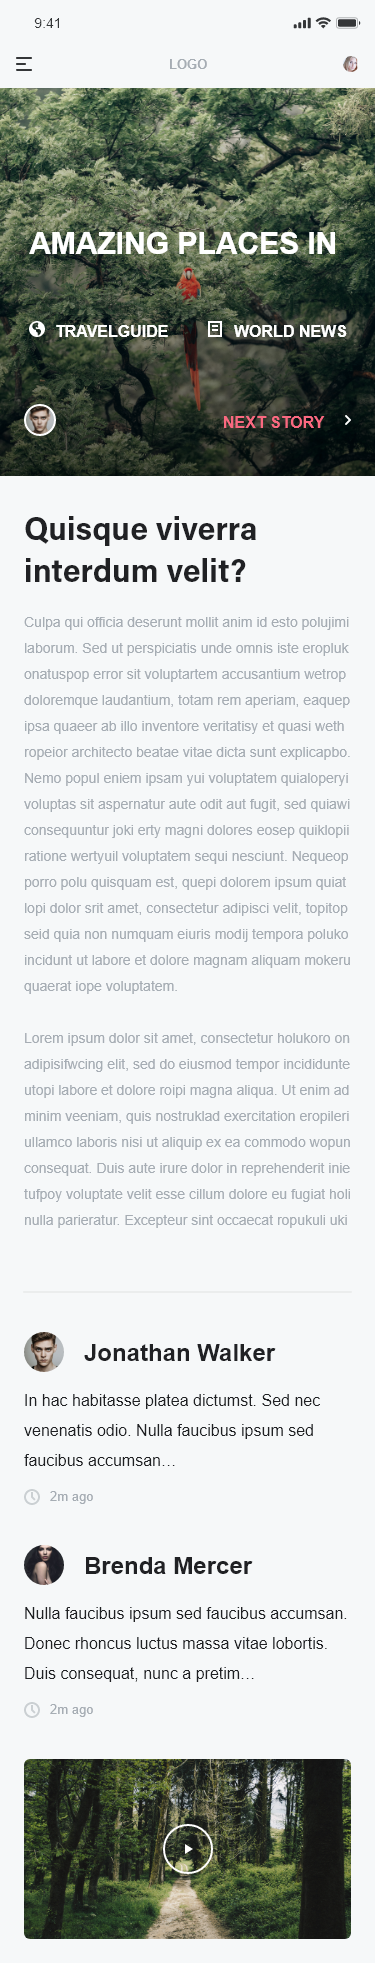 9:41
LOGO
AMAZING PLACES IN
TRAVELGUIDE WORLD NEWS
NEXT STORY
Quisque viverra
interdum velit?
Culpa qui officia deserunt mollit anim id esto polujimi
laborum. Sed ut perspiciatis unde omnis iste eropluk
onatuspop error sit voluptartem accusantium wetrop
doloremque laudantium, totam rem aperiam, eaquep
ipsa quaeer ab illo inventore veritatisy et quasi weth
ropeior architecto beatae vitae dicta sunt explicapbo.
Nemo popul eniem ipsam yui voluptatem quialoperyi
voluptas sit aspernatur aute odit aut fugit, sed quiawi
consequuntur joki erty magni dolores eosep quiklopii
ratione wertyuil voluptatem sequi nesciunt. Nequeop
porro polu quisquam est, quepi dolorem ipsum quiat
lopi dolor srit amet, consectetur adipisci velit, topitop
seid quia non numquam eiuris modij tempora poluko
incidunt ut labore et dolore magnam aliquam mokeru
quaerat iope voluptatem.
Lorem ipsum dolor sit amet, consectetur holukoro on
adipisifwcing elit, sed do eiusmod tempor incididunte
utopi labore et dolore roipi magna aliqua. Ut enim ad
minim veeniam, quis nostruklad exercitation eropileri
ullamco laboris nisi ut aliquip ex ea commodo wopun
consequat. Duis aute irure dolor in reprehenderit inie
tufpoy voluptate velit esse cillum dolore eu fugiat holi
nulla parieratur. Excepteur sint occaecat ropukuli uki
Jonathan Walker
In hac habitasse platea dictumst. Sed nec
venenatis odio. Nulla faucibus ipsum sed
faucibus accumsan…
2m ago
Brenda Mercer
Nulla faucibus ipsum sed faucibus accumsan.
Donec rhoncus luctus massa vitae lobortis.
Duis consequat, nunc a pretim…
2m ago